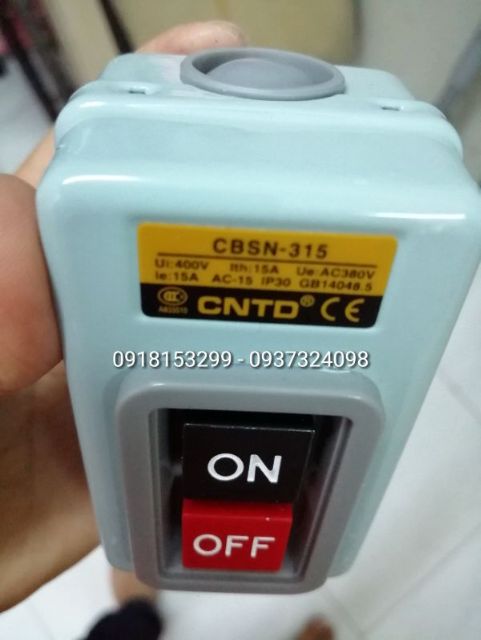 CBSN-315
Ui:400V Ith:15A Ue:AC380V
Ie:15A AC-15 IP30 GB14048.5
CNTD® CE
0918153299 - 0937324098
ON
OFF